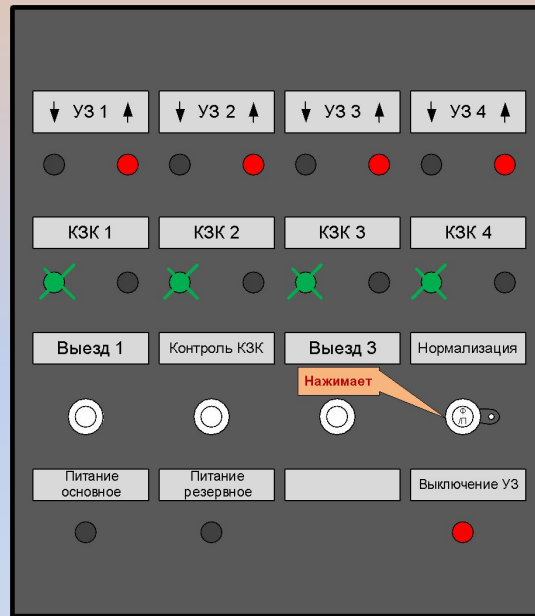 ↓ УЗ 1 ↑
↓ УЗ 2 ↑
↓ УЗ 3 ↑
↓ УЗ 4 ↑
КЗК 1
КЗК 2
КЗК 3
КЗК 4
Выезд 1
Контроль КЗК
Выезд 3
Нормализация
Нажимает
Ф
/П
Питание
основное
Питание
резервное
Выключение УЗ